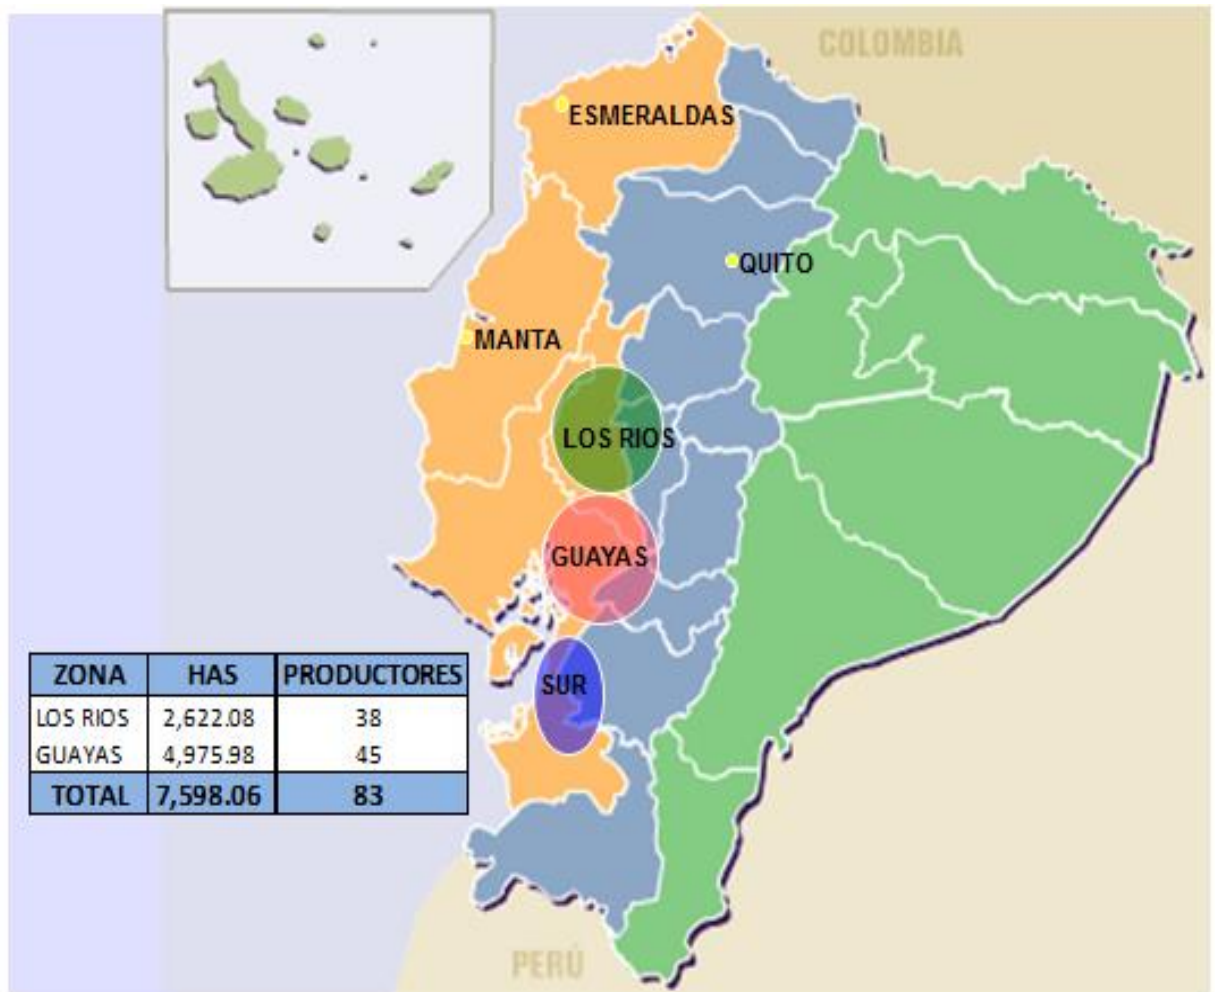 COLOMBIA
ESMERALDAS
QUITO
MANTA
LOS RIOS
GUAYAS
SUR
ZONA HAS PRODUCTORES
LOS RIOS 2,622.08 38
GUAYAS 4,975.98 45
TOTAL 7,598.06 83
PERÚ